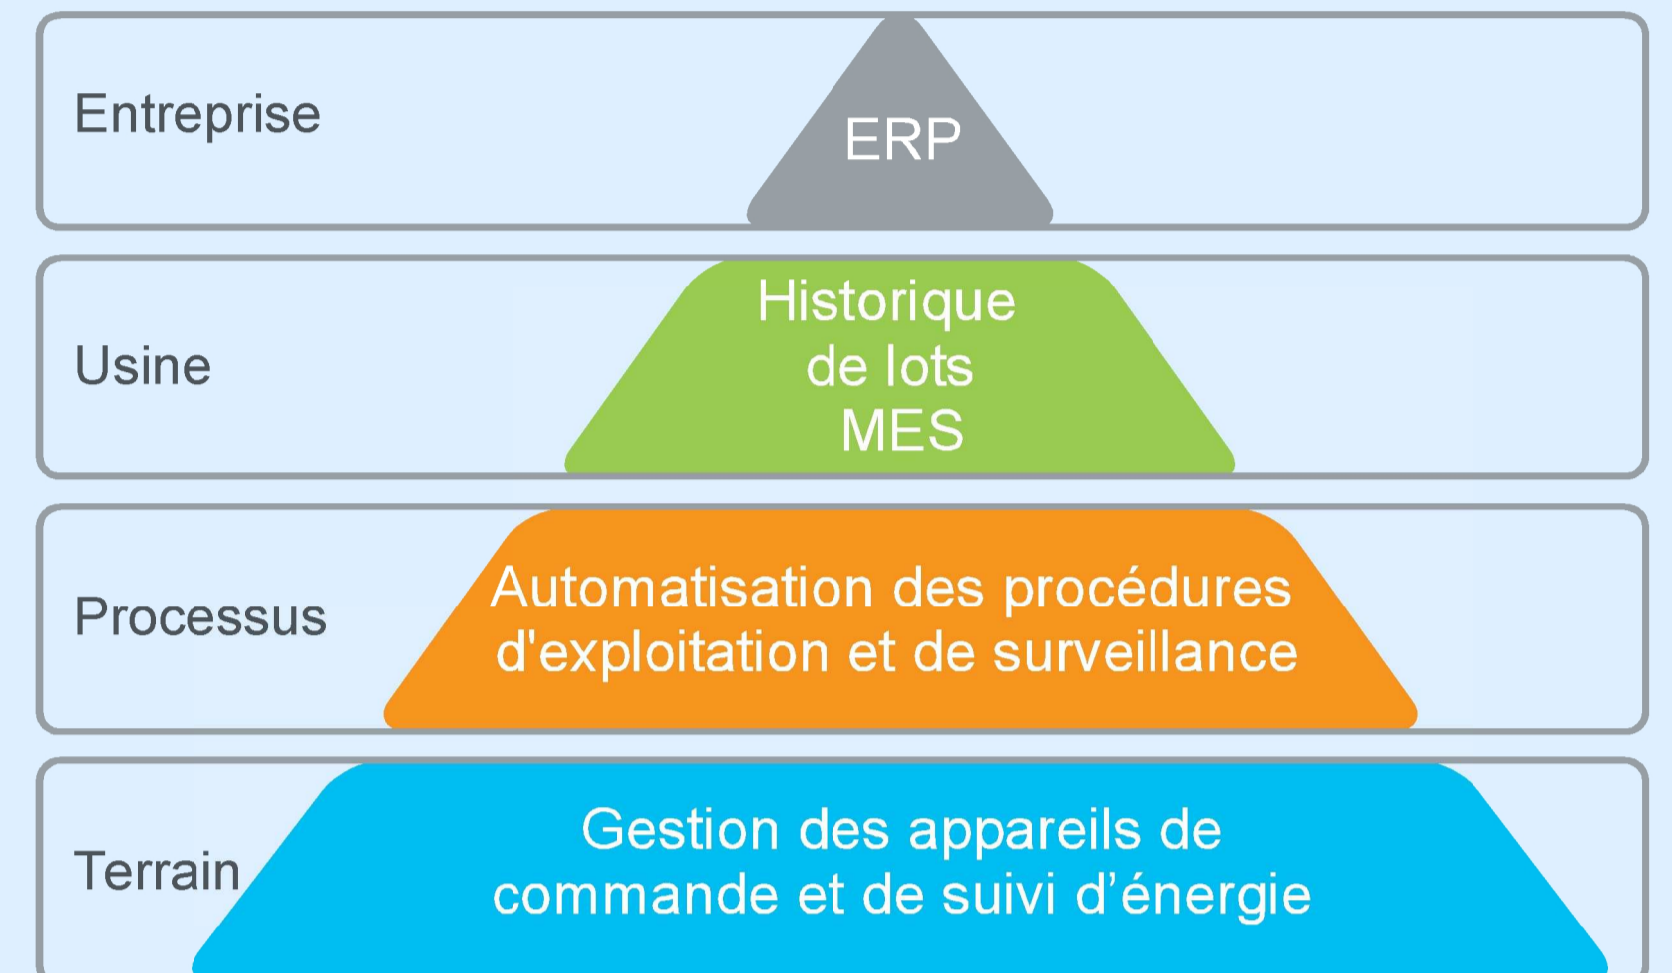 Entreprise
ERP
Usine
Historique
de lots
MES
Processus
Automatisation des procédures
d'exploitation et de surveillance
Terrain
Gestion des appareils de
commande et de suivi d’énergie